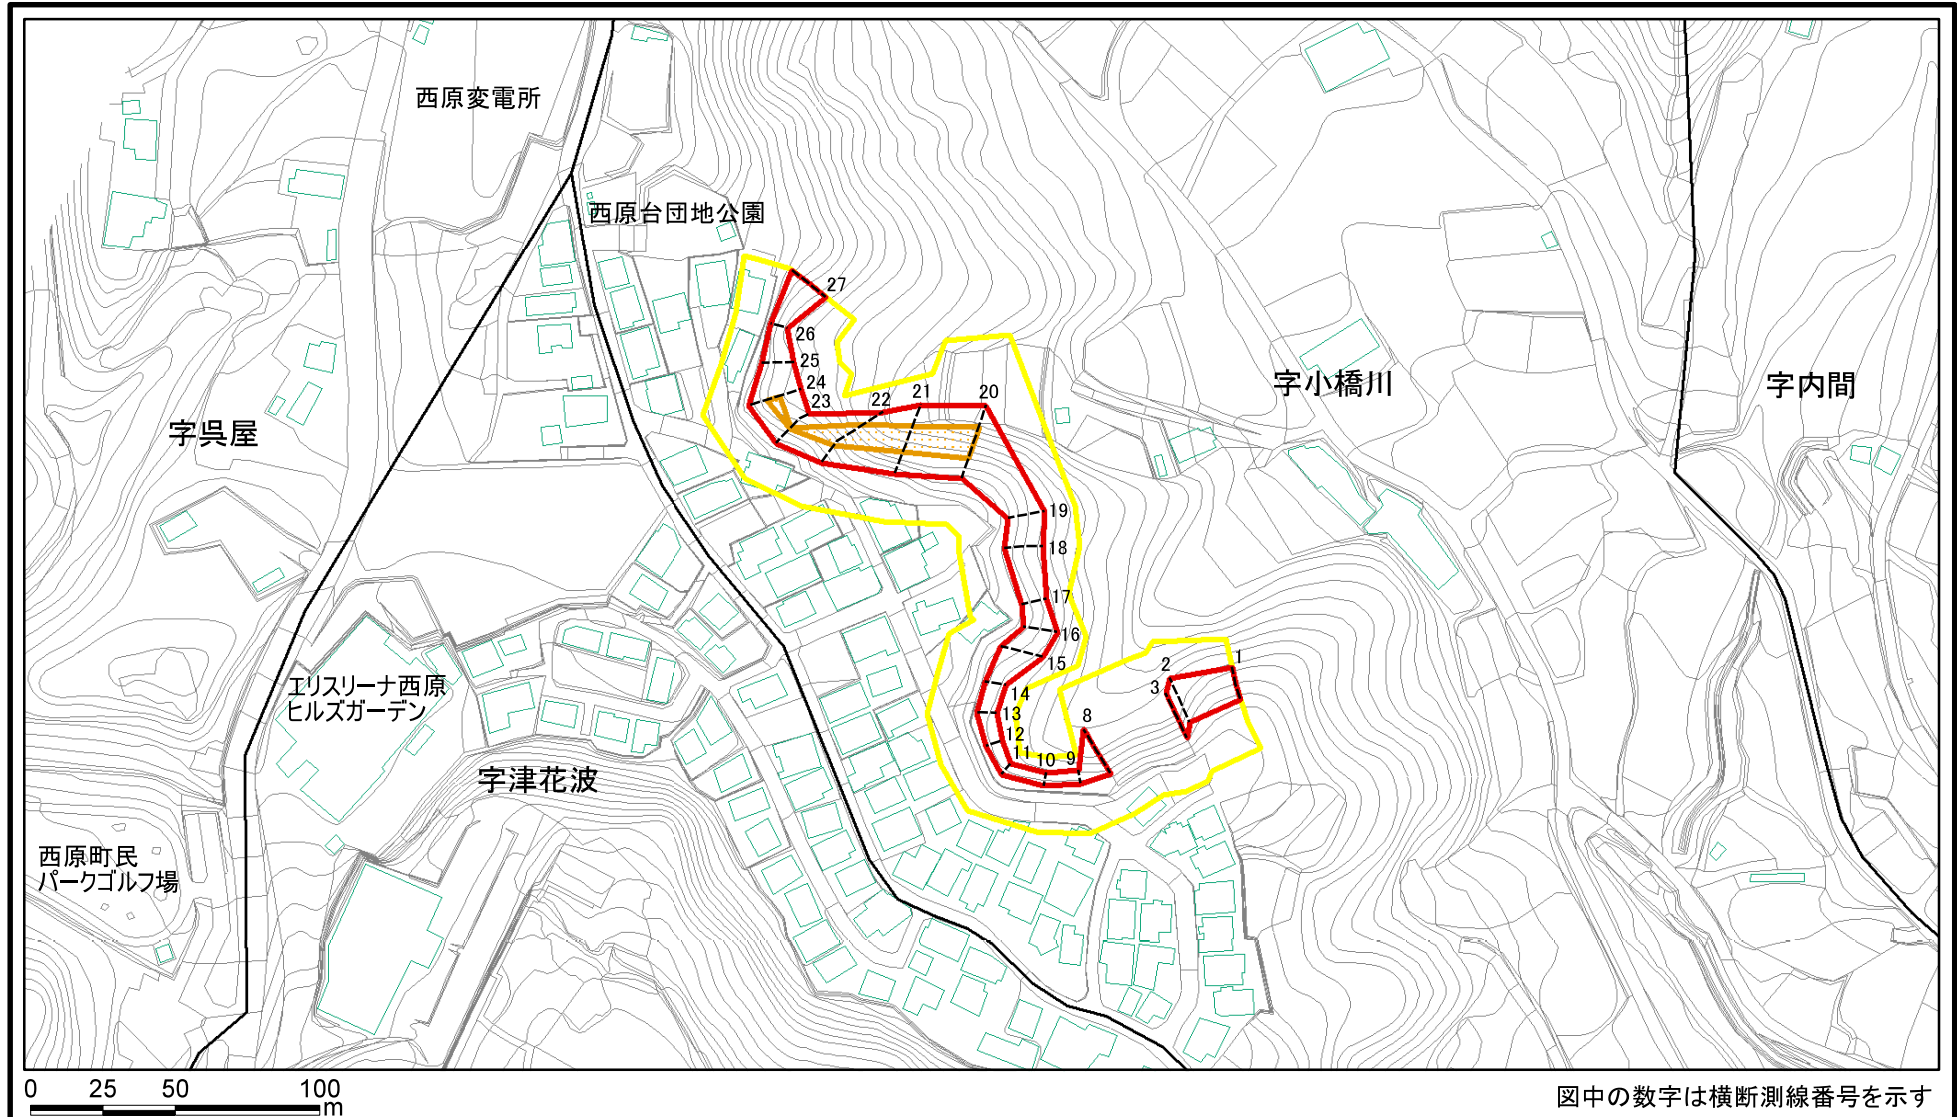 西原変電所
西原台団地公園
27
26
25
24
23
22
21
20
字小橋川
字内間
字呉屋
19
18
17
16
15
14
13
12
11
10
9
8
1
2
3
エリスリーナ西原
ヒルズガーデン
字津花波
西原町民
パークゴルフ場
0 25 50 100
m
図中の数字は横断測線番号を示す